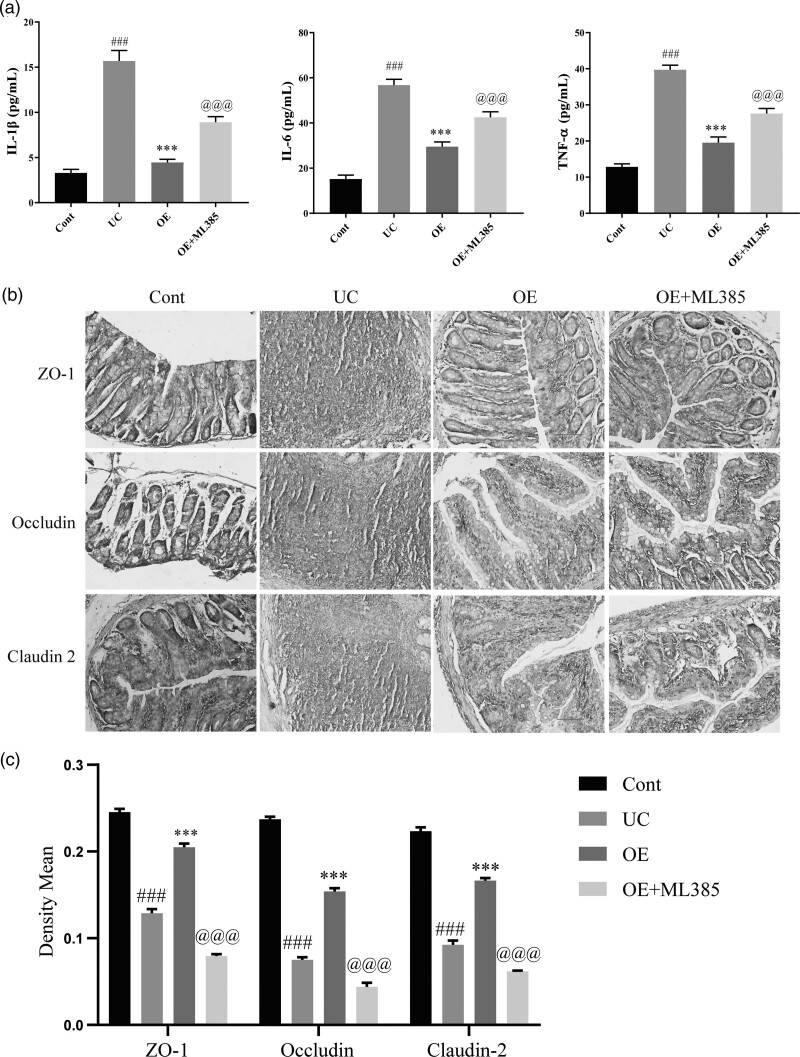 (a)
20
15
10
5
0
IL-1β (pg/mL)
###
***
@@@
Cont
UC
OE
OE+ML385
80
60
40
20
0
IL-6 (pg/mL)
###
***
@@@
Cont
UC
OE
OE+ML385
50
40
30
20
10
0
TNF-α (pg/mL)
###
***
@@@
Cont
UC
OE
OE+ML385
(b)
Cont UC OE OE+ML385
ZO-1
Occludin
Claudin 2
(c)
0.3
0.2
0.1
0.0
Density Mean
###
***
@@@
###
***
@@@
###
***
@@@
ZO-1 Occludin Claudin-2
Cont
UC
OE
OE+ML385